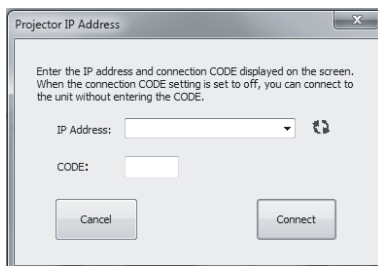 Projector IP Address
Enter the IP address and connection CODE displayed on the screen.
When the connection CODE setting is set to off, you can connect to
the unit without entering the CODE.
IP Address:
CODE:
Cancel Connect